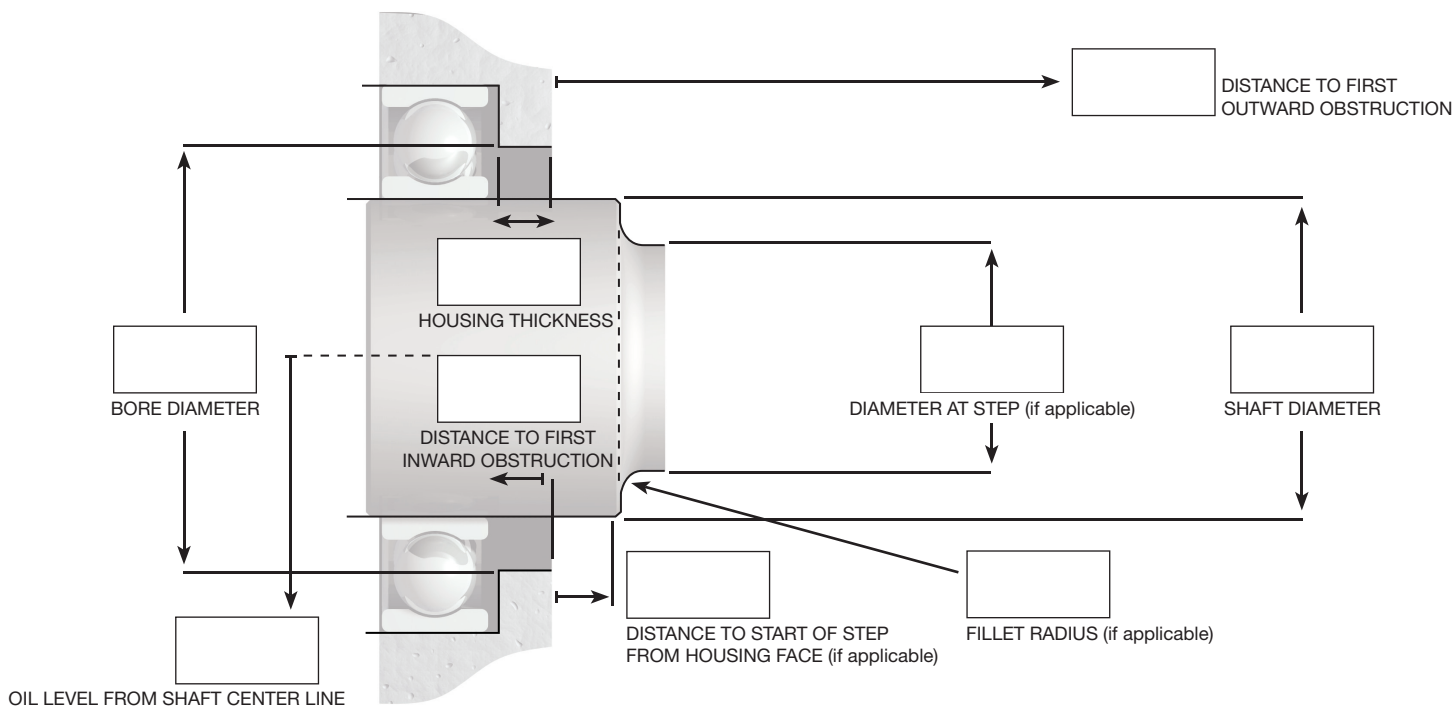 DISTANCE TO FIRST
OUTWARD OBSTRUCTION
HOUSING THICKNESS
BORE DIAMETER
DIAMETER AT STEP (if applicable)
SHAFT DIAMETER
DISTANCE TO FIRST
INWARD OBSTRUCTION
DISTANCE TO START OF STEP
FROM HOUSING FACE (if applicable)
FILLET RADIUS (if applicable)
OIL LEVEL FROM SHAFT CENTER LINE